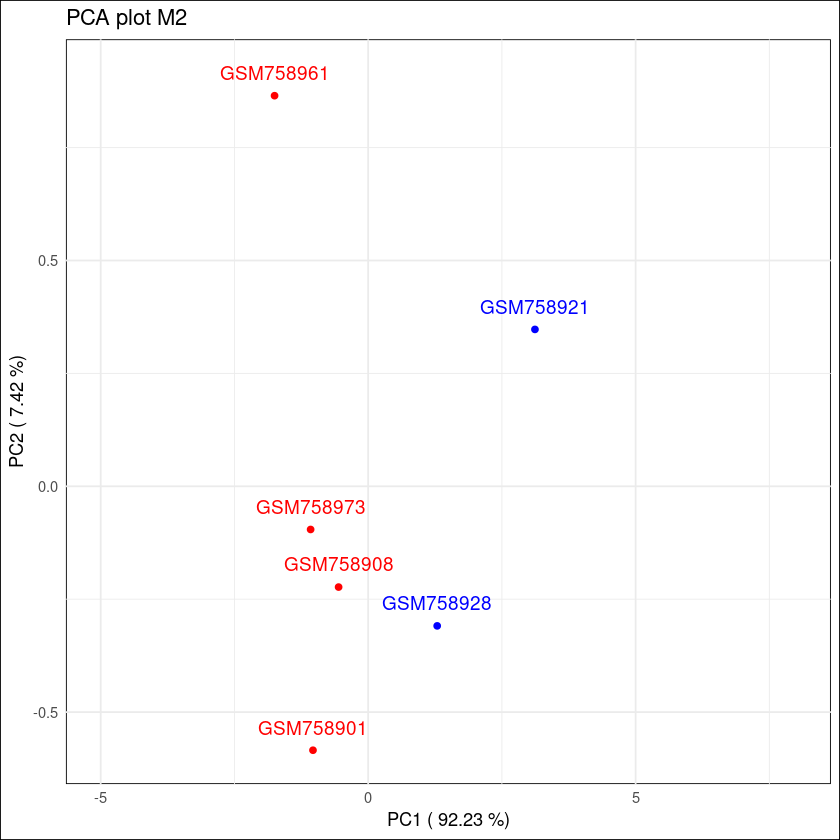 PCA plot M2
GSM758961
0.5
GSM758921
PC2 ( 7.42 %)
0.0
GSM758973
GSM758908
GSM758928
-0.5
GSM758901
-5
0
5
PC1 ( 92.23 %)